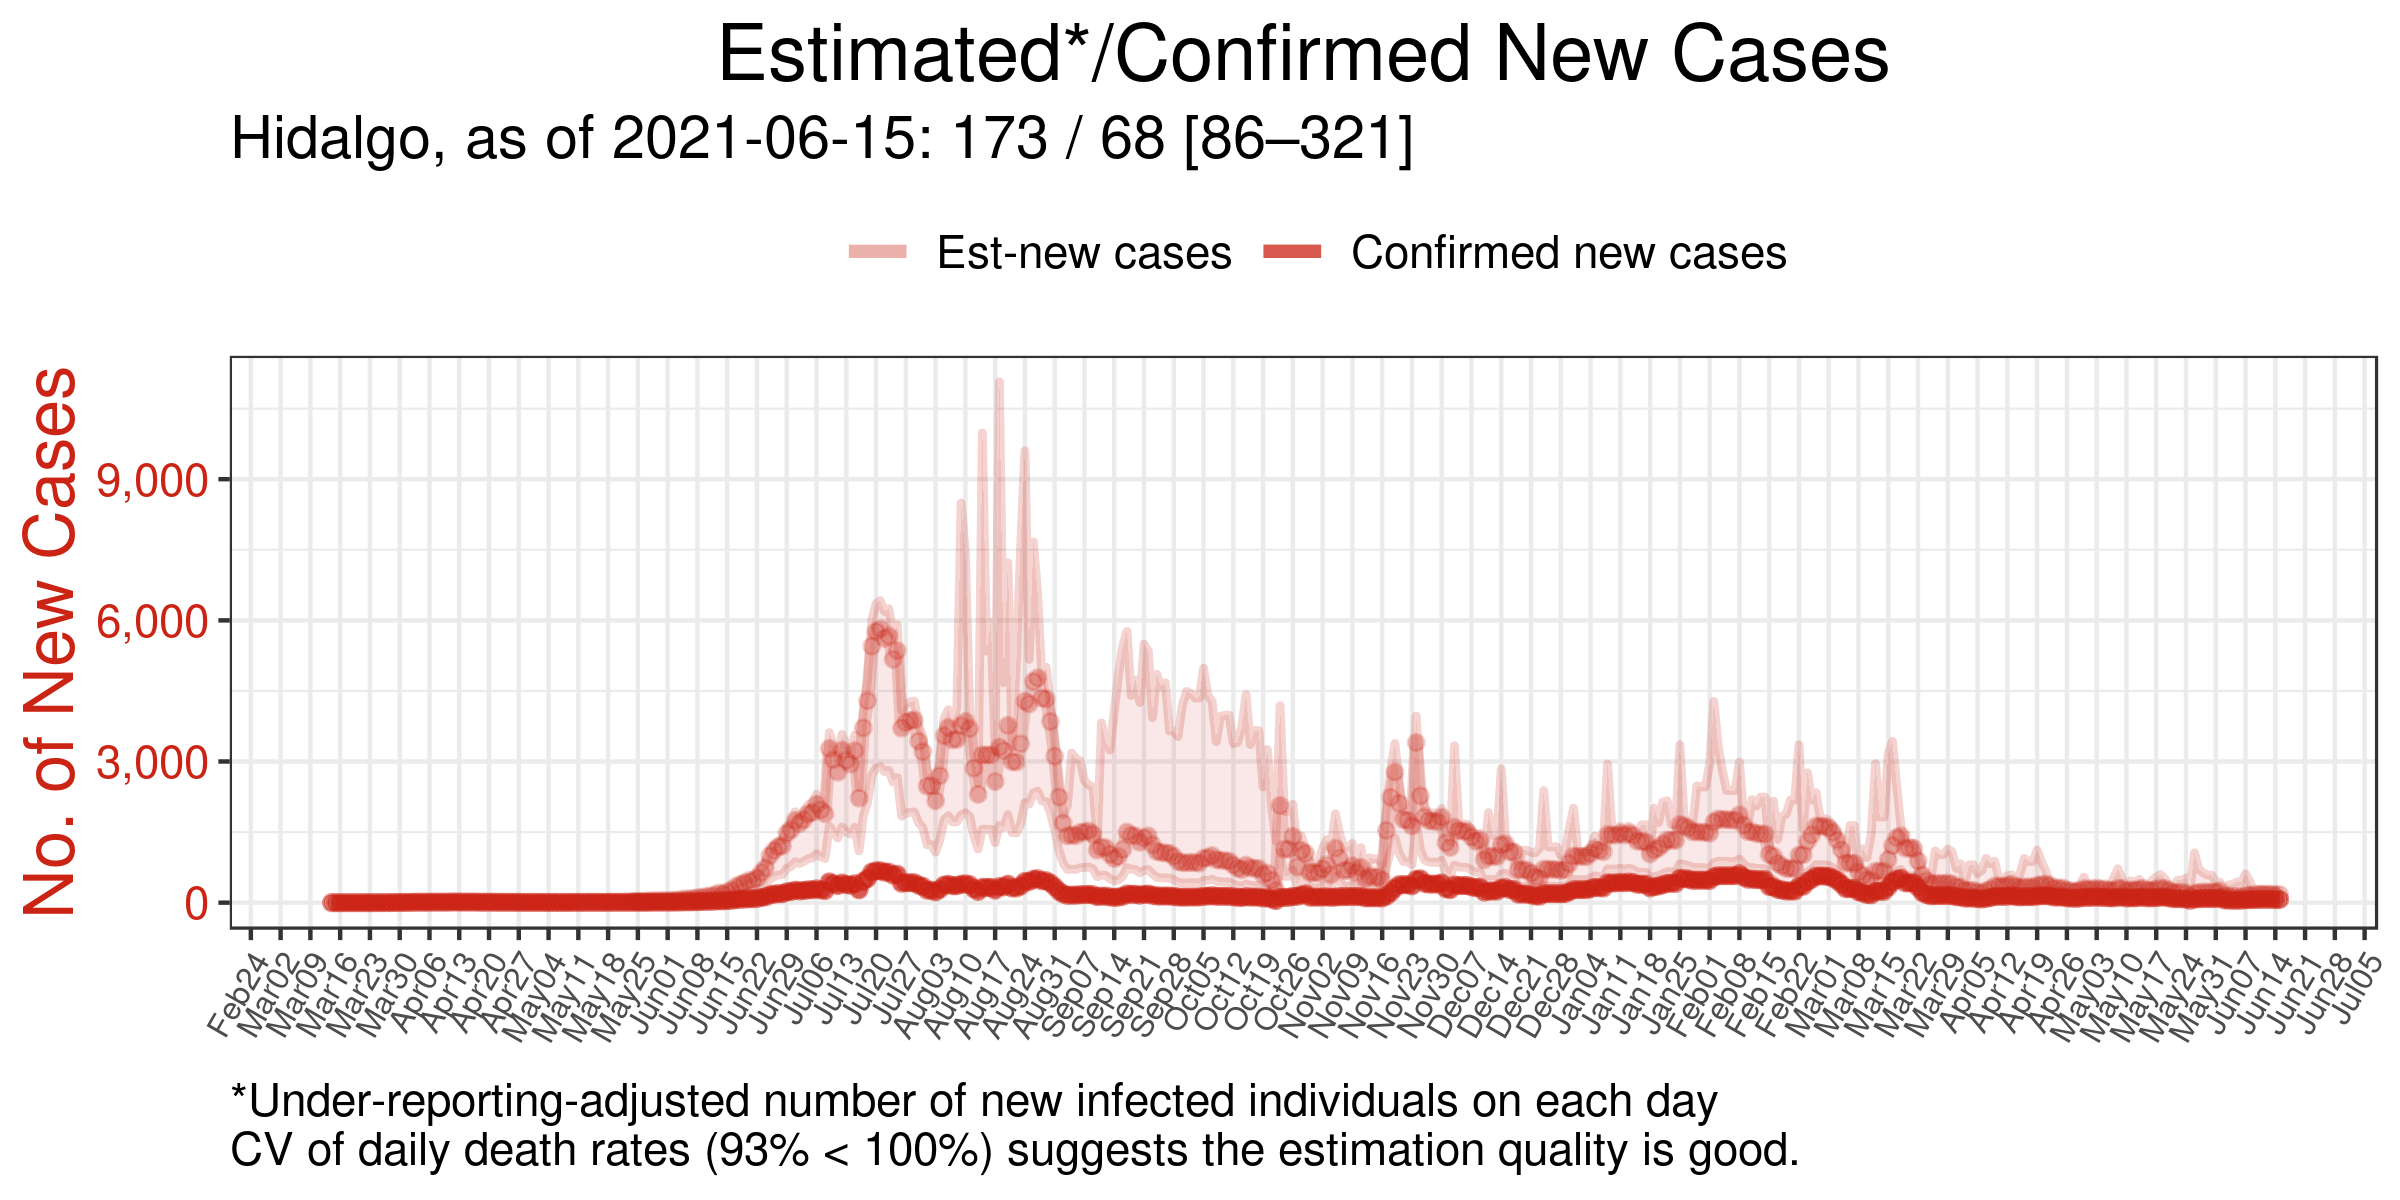 Estimated*/Confirmed New Cases
Hidalgo, as of 2021-06-15: 173 / 68 [86–321]
Est-new cases
Confirmed new cases
No. of New Cases
9,000
6,000
3,000
0
Feb24
Mar02
Mar09
Mar16
Mar23
Mar30
Apr06
Apr13
Apr20
Apr27
May04
May11
May18
May25
Jun01
Jun08
Jun15
Jun22
Jun29
Jul06
Jul13
Jul20
Jul27
Aug03
Aug10
Aug17
Aug24
Aug31
Sep07
Sep14
Sep21
Sep28
Oct05
Oct12
Oct19
Oct26
Nov02
Nov09
Nov16
Nov23
Nov30
Dec07
Dec14
Dec21
Dec28
Jan04
Jan11
Jan18
Jan25
Feb01
Feb08
Feb15
Feb22
Mar01
Mar08
Mar15
Mar22
Mar29
Apr05
Apr12
Apr19
Apr26
May03
May10
May17
May24
May31
Jun07
Jun14
Jun21
Jun28
Jul05
*Under-reporting-adjusted number of new infected individuals on each day
CV of daily death rates (93% < 100%) suggests the estimation quality is good.